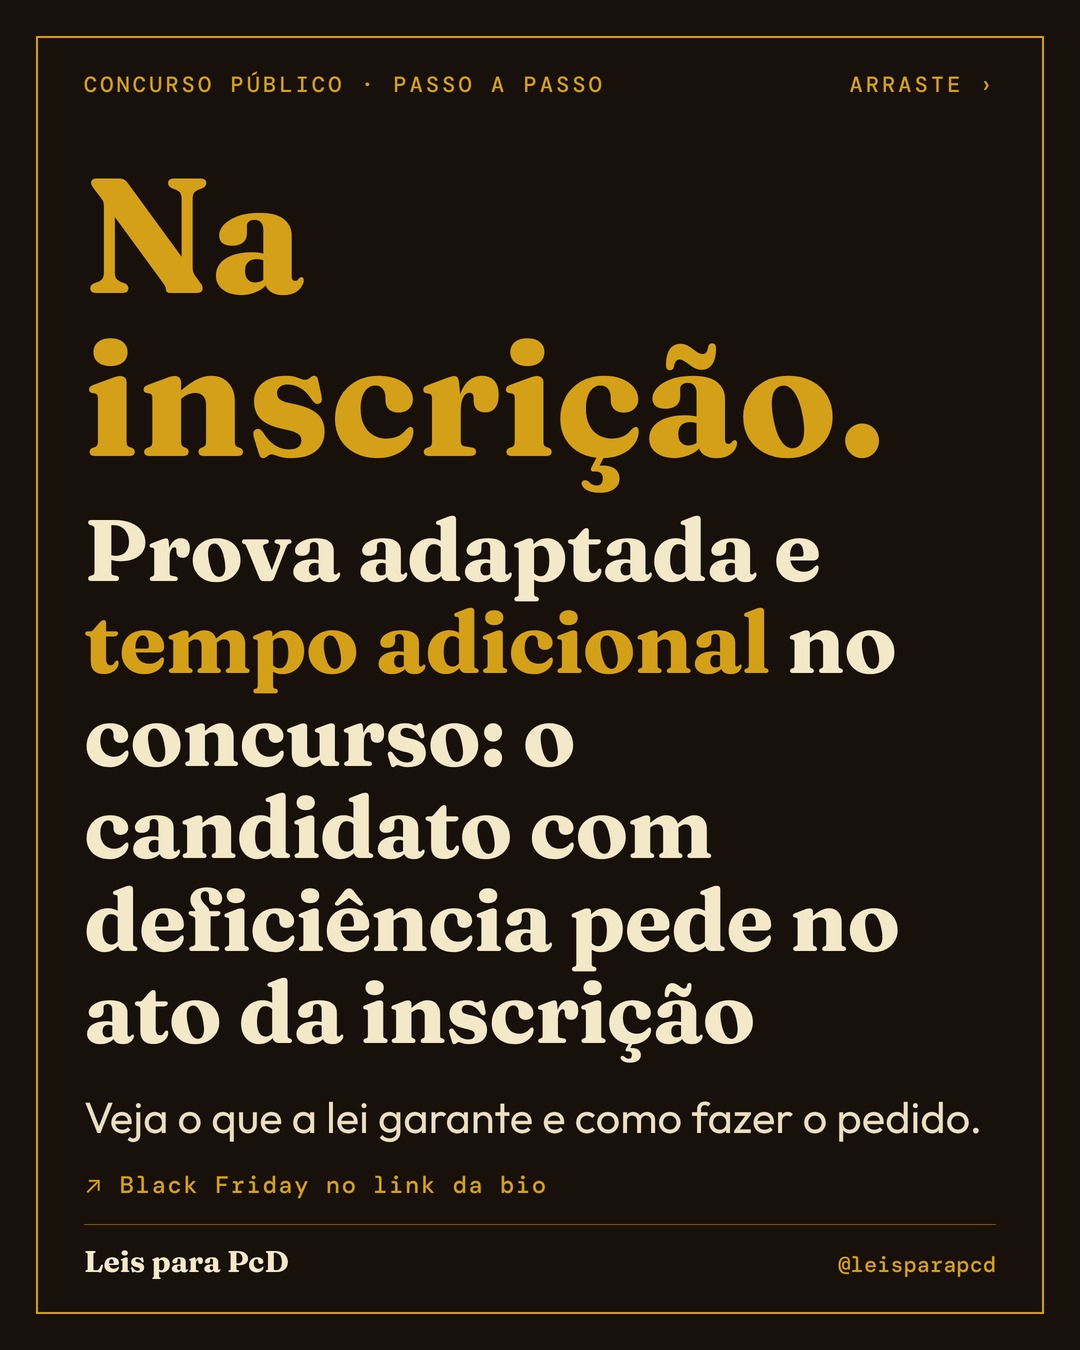 CONCURSO PÚBLICO · PASSO A PASSO
ARRASTE ›
Na
inscrição.
Prova adaptada e
tempo adicional no
concurso: o
candidato com
deficiência pede no
ato da inscrição
Veja o que a lei garante e como fazer o pedido.
↗ Black Friday no link da bio
Leis para PcD
@leisparapcd